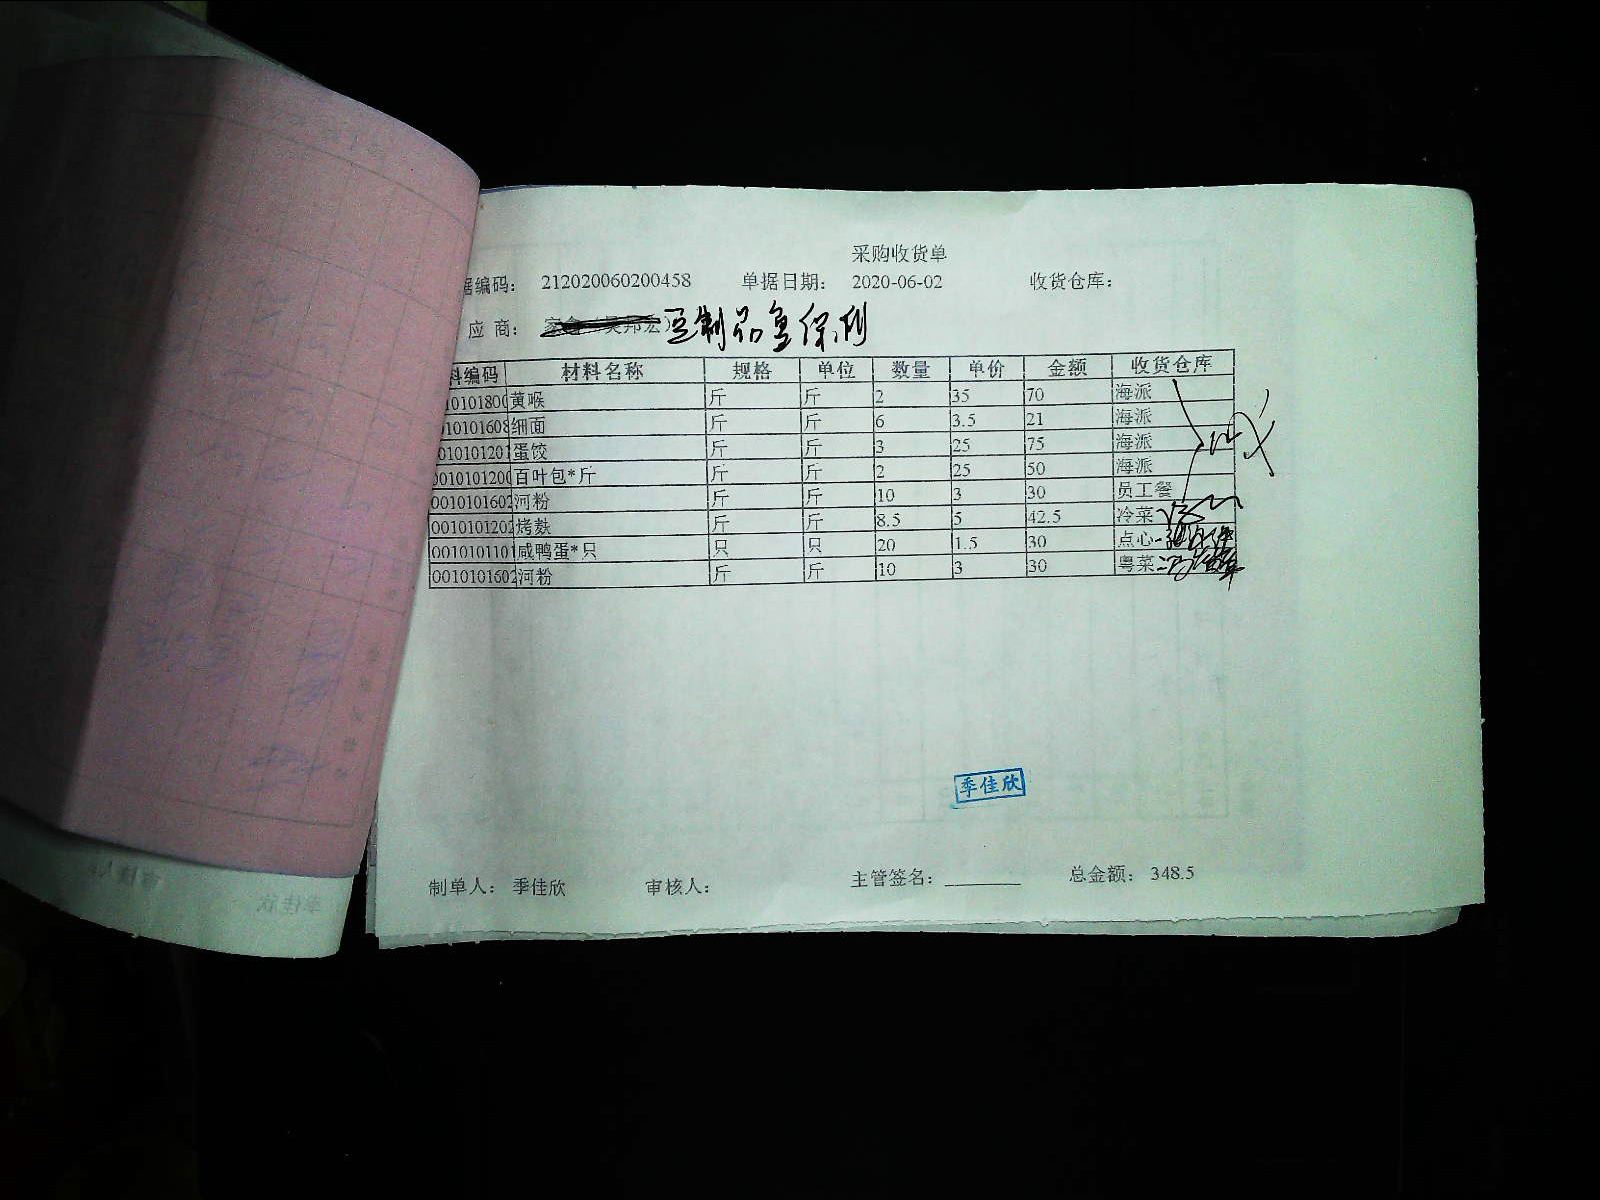 采购收货单
据编码： 212020060200458 单据日期： 2020-06-02 收货仓库：
应 商： 豆制品
料编码 材料名称 规格 单位 数量 单价 金额 收货仓库
010101800 黄喉 斤 斤 2 35 70 海派
010101608 细面 斤 斤 6 3.5 21 海派
010101201 蛋饺 斤 斤 3 25 75 海派
0010101200 百叶包*斤 斤 斤 2 25 50 海派
0010101602 河粉 斤 斤 10 3 30 员工餐
0010101202 烤麸 斤 斤 8.5 5 42.5 冷菜
0010101101 咸鸭蛋*只 只 只 20 1.5 30 点心
0010101602 河粉 斤 斤 10 3 30 粤菜
季佳欣
制单人： 季佳欣 审核人： 主管签名：________ 总金额： 348.5